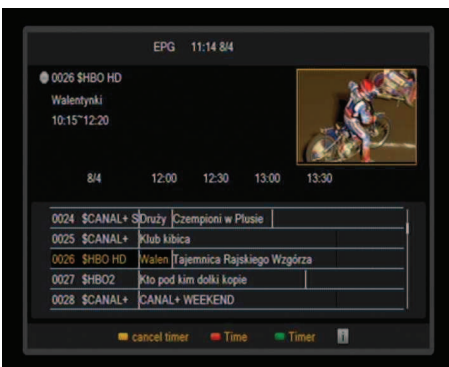 EPG 11:14 8/4
0026 $HBO HD
Walentynki
10:15~12:20
8/4 12:00 12:30 13:00 13:30
0024 $CANAL+ S Druży Czempioni w Plusie
0025 $CANAL+ Klub kibica
0026 $HBO HD Walen Tajemnica Rajskiego Wzgórza
0027 $HBO2 Kto pod kim dołki kopie
0028 $CANAL+ CANAL+ WEEKEND
cancel timer Time Timer i